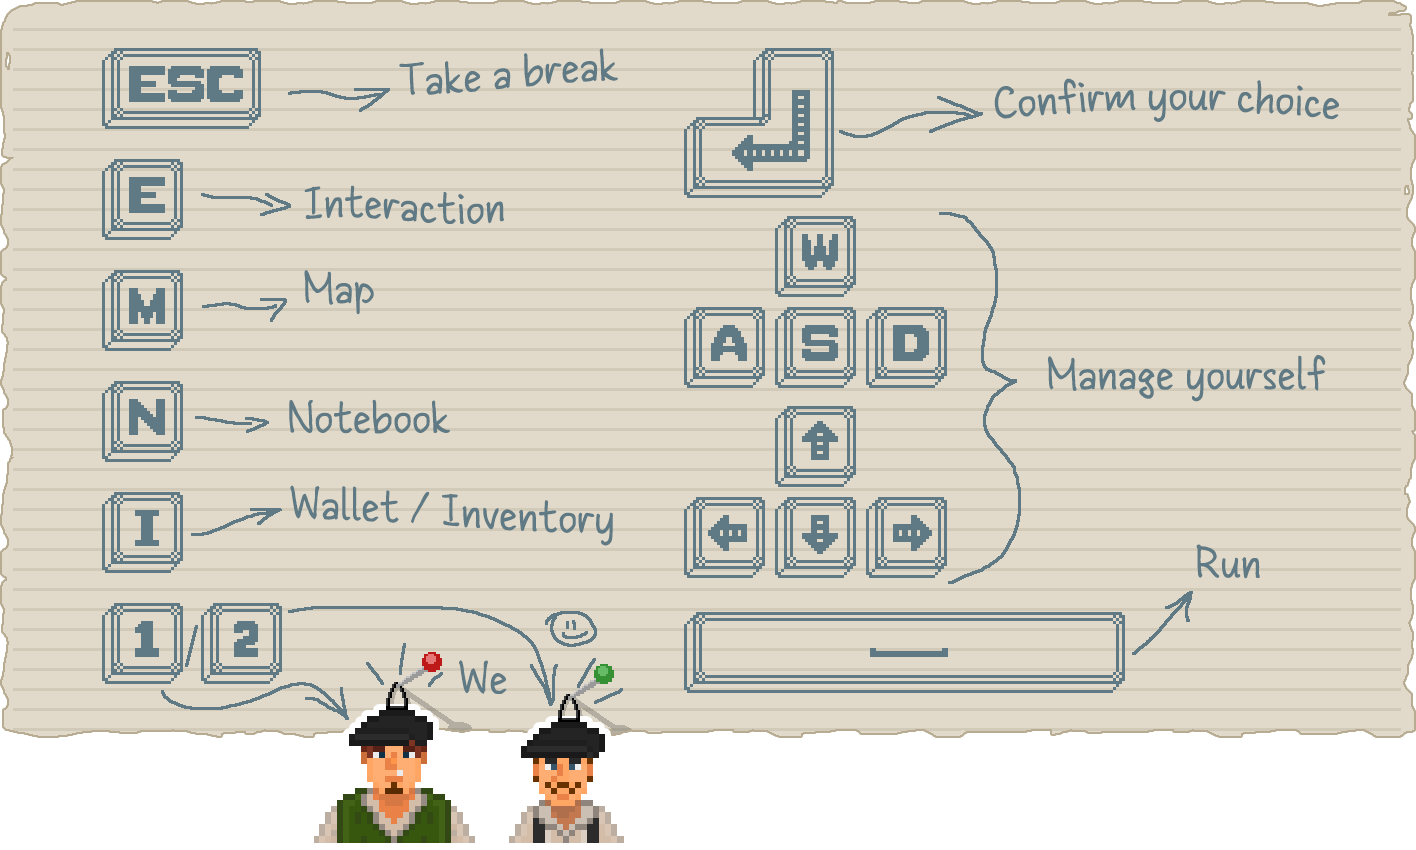 ESC Take a break
E Interaction
M Map
N Notebook
I Wallet / Inventory
1 / 2
We
Confirm your choice
W
A S D
Manage yourself
Run